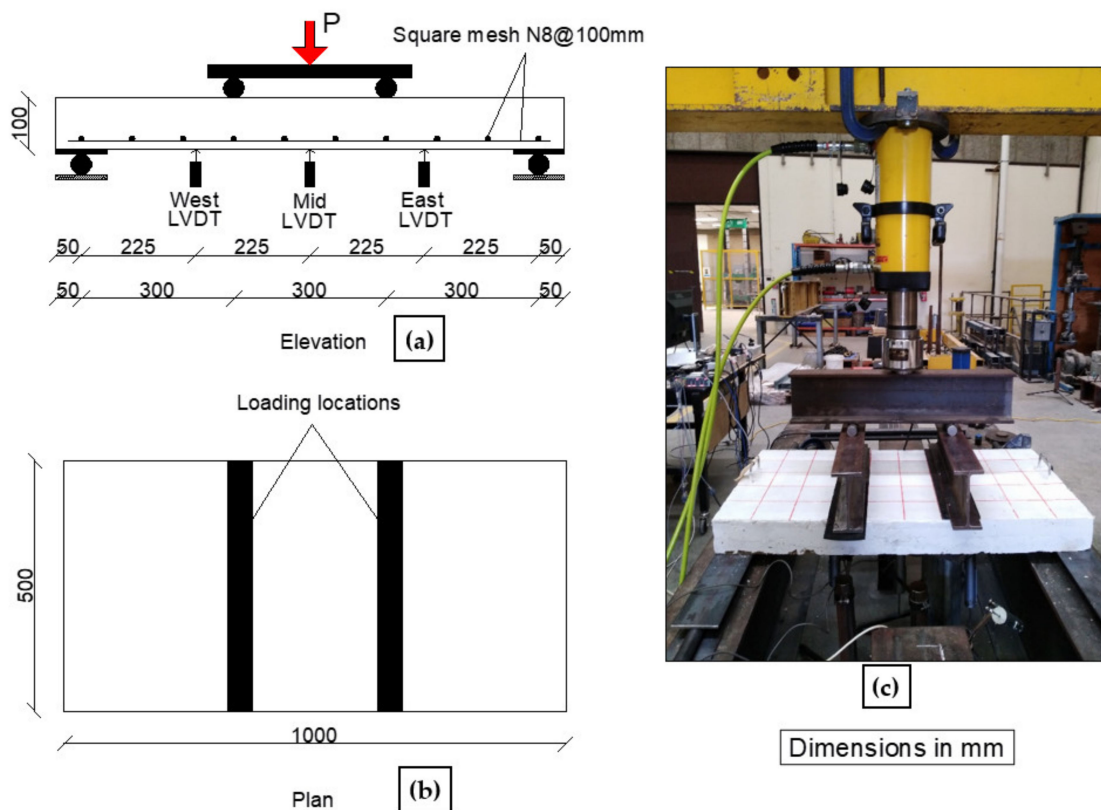 P
Square mesh N8@100mm
100
West
LVDT
Mid
LVDT
East
LVDT
50 225 225 225 225 50
50 300 300 300 50
Elevation
(a)
Loading locations
500
1000
Plan
(b)
(c)
Dimensions in mm